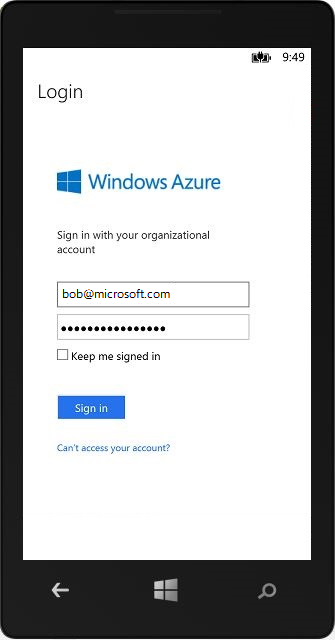 9:49
Login
Windows Azure
Sign in with your organizational
account
bob@microsoft.com
••••••••••••••••
Keep me signed in
Sign in
Can't access your account?